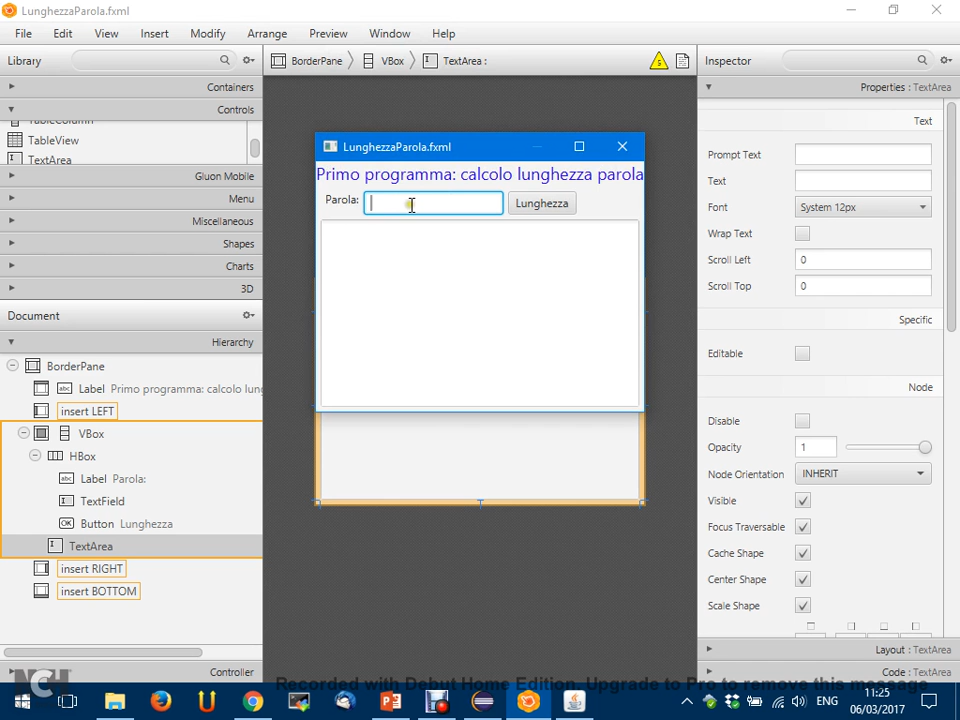 LunghezzaParola.fxml
File Edit View Insert Modify Arrange Preview Window Help
Library
BorderPane VBox TextArea :
Inspector
Containers
Controls
TableColumn
TableView
TextArea
Gluon Mobile
Menu
Miscellaneous
Shapes
Charts
3D
Document
Hierarchy
BorderPane
abc Label Primo programma: calcolo lung
insert LEFT
VBox
HBox
abc Label Parola:
TextField
OK Button Lunghezza
TextArea
insert RIGHT
insert BOTTOM
Controller
LunghezzaParola.fxml
Primo programma: calcolo lunghezza parola
Parola: Lunghezza
Properties : TextArea
Text
Prompt Text
Text
Font System 12px
Wrap Text
Scroll Left 0
Scroll Top 0
Specific
Editable
Node
Disable
Opacity 1
Node Orientation INHERIT
Visible
Focus Traversable
Cache Shape
Center Shape
Scale Shape
Layout : TextArea
Code : TextArea
NCH
Recorded with Debut Home Edition. Upgrade to Pro to remove this message
ENG
11:25
06/03/2017